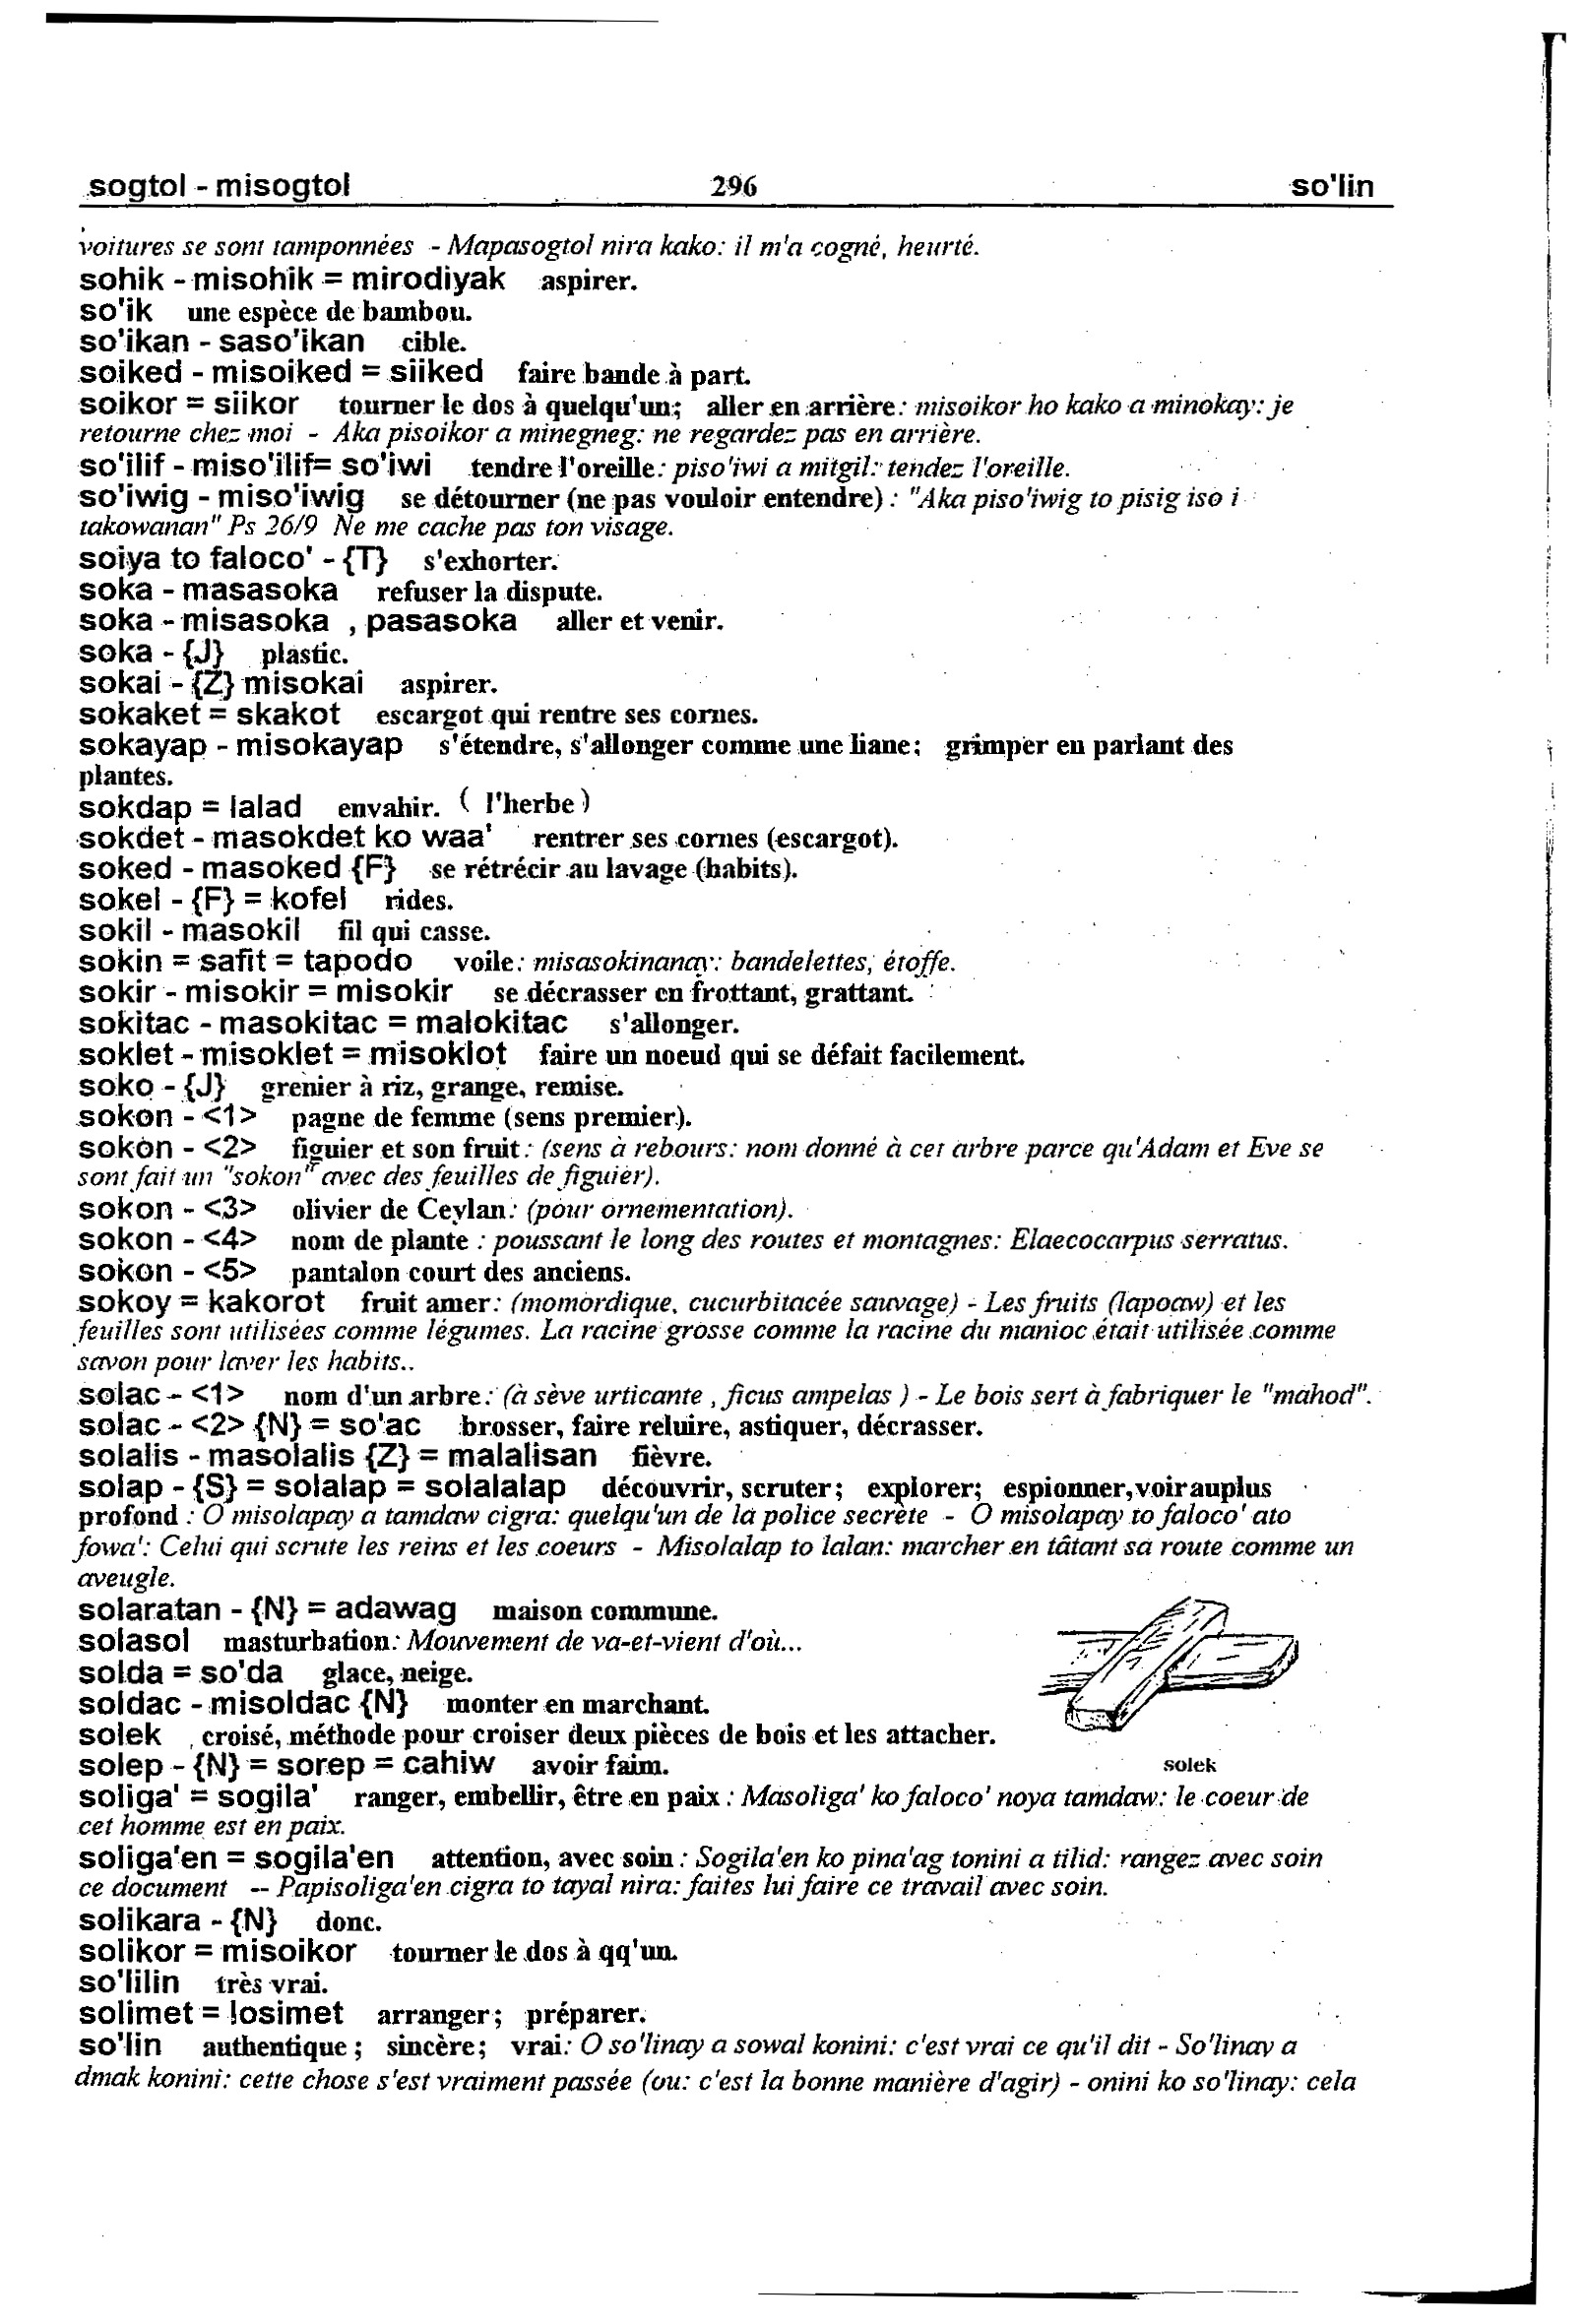 sogtol - misogtol 296 so'lin
voitures se sont tamponnées - Mapasogtol nira kako: il m'a cogné, heurté.
sohik - misohik = mirodiyak aspirer.
so'ik une espèce de bambou.
so'ikan - saso'ikan cible.
soiked - misoiked = siiked faire bande à part.
soikor = siikor tourner le dos à quelqu'un; aller en arrière: misoikor ho kako a minokay: je
retourne chez moi - Aka pisoikor a minegneg: ne regardez pas en arrière.
so'ilif - miso'ilif= so'iwi tendre l'oreille: piso'iwi a mitgil: tendez l'oreille.
so'iwig - miso'iwig se détourner (ne pas vouloir entendre) : "Aka piso'iwig to pisig iso i
takowanan" Ps 26/9 Ne me cache pas ton visage.
soiya to faloco' - {T} s'exhorter.
soka - masasoka refuser la dispute.
soka - misasoka , pasasoka aller et venir.
soka - {J} plastic.
sokai - {Z} misokai aspirer.
sokaket = skakot escargot qui rentre ses cornes.
sokayap - misokayap s'étendre, s'allonger comme une liane; grimper en parlant des
plantes.
sokdap = lalad envahir. ( l'herbe )
sokdet - masokdet ko waa' rentrer ses cornes (escargot).
soked - masoked {F} se rétrécir au lavage (habits).
sokel - {F} = kofel rides.
sokil - masokil fil qui casse.
sokin = safit = tapodo voile: misasokinanay: bandelettes, étoffe.
sokir - misokir = misokir se décrasser en frottant, grattant.
sokitac - masokitac = malokitac s'allonger.
soklet - misoklet = misoklot faire un noeud qui se défait facilement.
soko - {J} grenier à riz, grange, remise.
sokon - <1> pagne de femme (sens premier).
sokon - <2> figuier et son fruit : (sens à rebours: nom donné à cet arbre parce qu'Adam et Eve se
sont fait un "sokon" avec des feuilles de figuier).
sokon - <3> olivier de Ceylan: (pour ornementation).
sokon - <4> nom de plante : poussant le long des routes et montagnes: Elaecocarpus serratus.
sokon - <5> pantalon court des anciens.
sokoy = kakorot fruit amer: (momordique, cucurbitacée sauvage) - Les fruits (lapoaw) et les
feuilles sont utilisées comme légumes. La racine grosse comme la racine du manioc était utilisée comme
savon pour laver les habits..
solac - <1> nom d'un arbre: (à sève urticante , ficus ampelas ) - Le bois sert à fabriquer le "mahod".
solac - <2> {N} = so'ac brosser, faire reluire, astiquer, décrasser.
solalis - masolalis {Z} = malalisan fièvre.
solap - {S} = solalap = solalalap découvrir, scruter; explorer; espionner,voirauplus
profond : O misolapay a tamdaw cigra: quelqu'un de la police secrète - O misolapay to faloco' ato
fowa': Celui qui scrute les reins et les coeurs - Misolalap to lalan: marcher en tâtant sa route comme un
aveugle.
solaratan - {N} = adawag maison commune.
solasol masturbation: Mouvement de va-et-vient d'où...
solda = so'da glace, neige.
soldac - misoldac {N} monter en marchant.
solek croisé, méthode pour croiser deux pièces de bois et les attacher.
solep - {N} = sorep = cahiw avoir faim.
solek
soliga' = sogila' ranger, embellir, être en paix : Masoliga' ko faloco' noya tamdaw: le coeur de
cet homme est en paix.
soliga'en = sogila'en attention, avec soin : Sogila'en ko pina'ag tonini a tilid: rangez avec soin
ce document -- Papisoliga'en cigra to tayal nira: faites lui faire ce travail avec soin.
solikara - {N} donc.
solikor = misoikor tourner le dos à qq'un.
so'lilin très vrai.
solimet = losimet arranger; préparer.
so'lin authentique ; sincère; vrai: O so'linay a sowal konini: c'est vrai ce qu'il dit - So'linay a
dmak konini: cette chose s'est vraiment passée (ou: c'est la bonne manière d'agir) - onini ko so'linay: cela